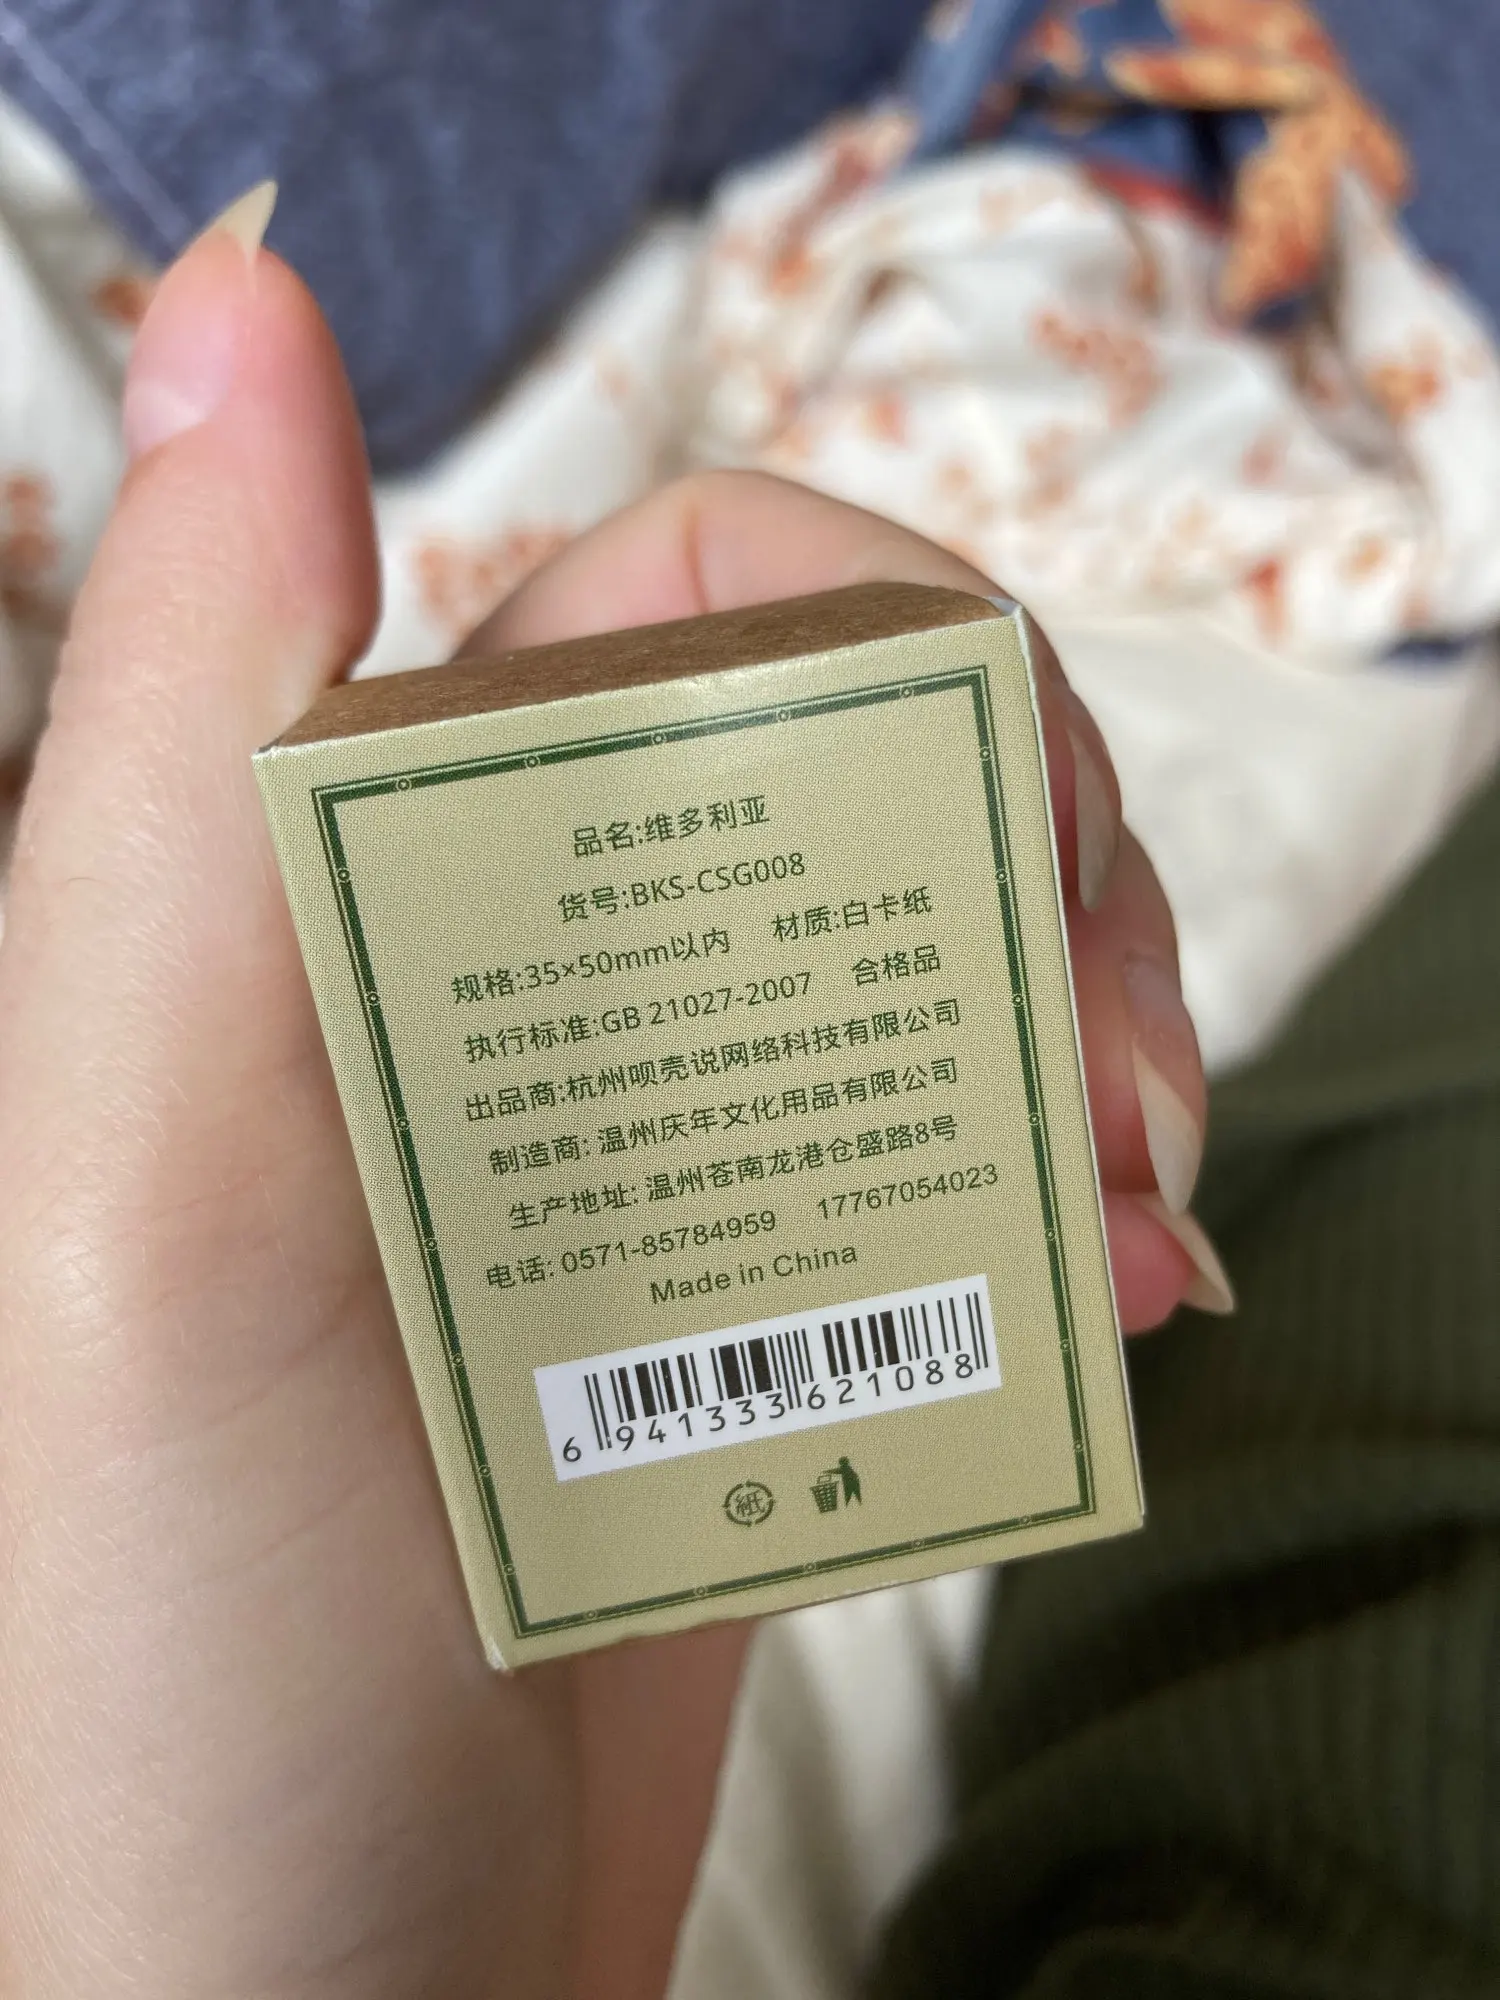 品名:维多利亚
货号:BKS-CSG008
规格:35×50mm以内 材质:白卡纸
执行标准:GB 21027-2007 合格品
出品商:杭州呗壳说网络科技有限公司
制造商: 温州庆年文化用品有限公司
生产地址: 温州苍南龙港仓盛路8号
电话: 0571-85784959 17767054023
Made in China
6 941333 621088
紙